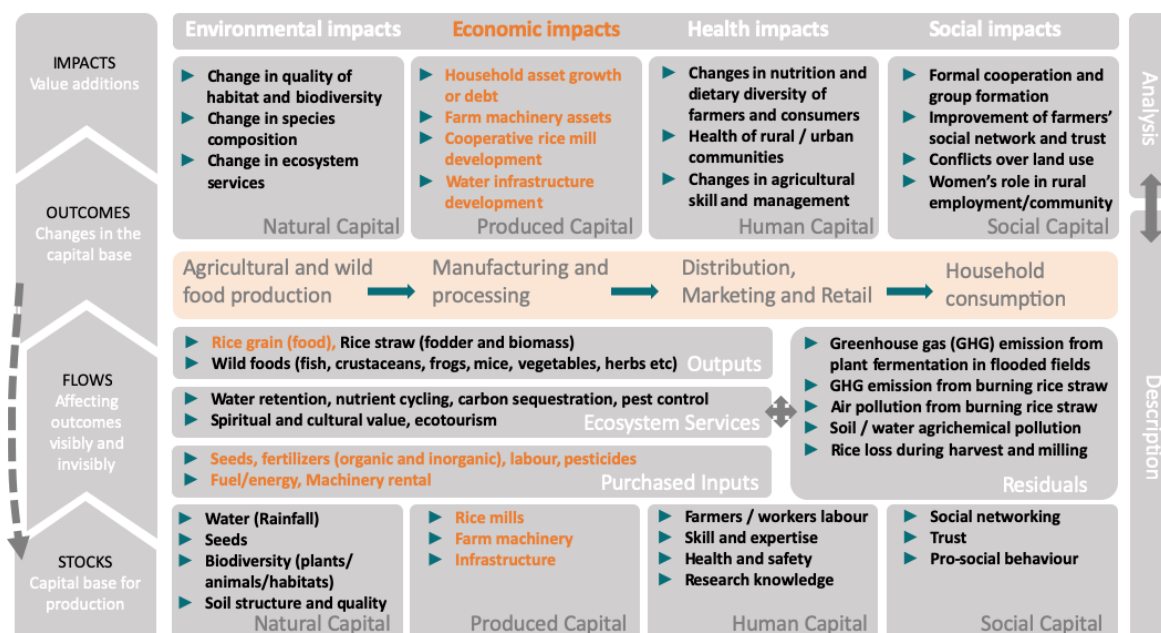 Environmental impacts
Economic impacts
Health impacts
Social impacts
IMPACTS
Value additions
Change in quality of
habitat and biodiversity
Change in species
composition
Change in ecosystem
services
Natural Capital
Household asset growth
or debt
Farm machinery assets
Cooperative rice mill
development
Water infrastructure
development
Produced Capital
Changes in nutrition and
dietary diversity of
farmers and consumers
Health of rural / urban
communities
Changes in agricultural
skill and management
Human Capital
Formal cooperation and
group formation
Improvement of farmers'
social network and trust
Conflicts over land use
Women's role in rural
employment/community
Social Capital
Analysis
OUTCOMES
Changes in the
capital base
Agricultural and wild
food production
Manufacturing and
processing
Distribution,
Marketing and Retail
Household
consumption
FLOWS
Affecting
outcomes
visibly and
invisibly
Rice grain (food), Rice straw (fodder and biomass)
Wild foods (fish, crustaceans, frogs, mice, vegetables, herbs etc)
Outputs
Water retention, nutrient cycling, carbon sequestration, pest control
Spiritual and cultural value, ecotourism
Ecosystem Services
Seeds, fertilizers (organic and inorganic), labour, pesticides
Fuel/energy, Machinery rental
Purchased Inputs
Greenhouse gas (GHG) emission from
plant fermentation in flooded fields
GHG emission from burning rice straw
Air pollution from burning rice straw
Soil / water agrichemical pollution
Rice loss during harvest and milling
Residuals
Description
STOCKS
Capital base for
production
Water (Rainfall)
Seeds
Biodiversity (plants/
animals/habitats)
Soil structure and quality
Natural Capital
Rice mills
Farm machinery
Infrastructure
Produced Capital
Farmers / workers labour
Skill and expertise
Health and safety
Research knowledge
Human Capital
Social networking
Trust
Pro-social behaviour
Social Capital